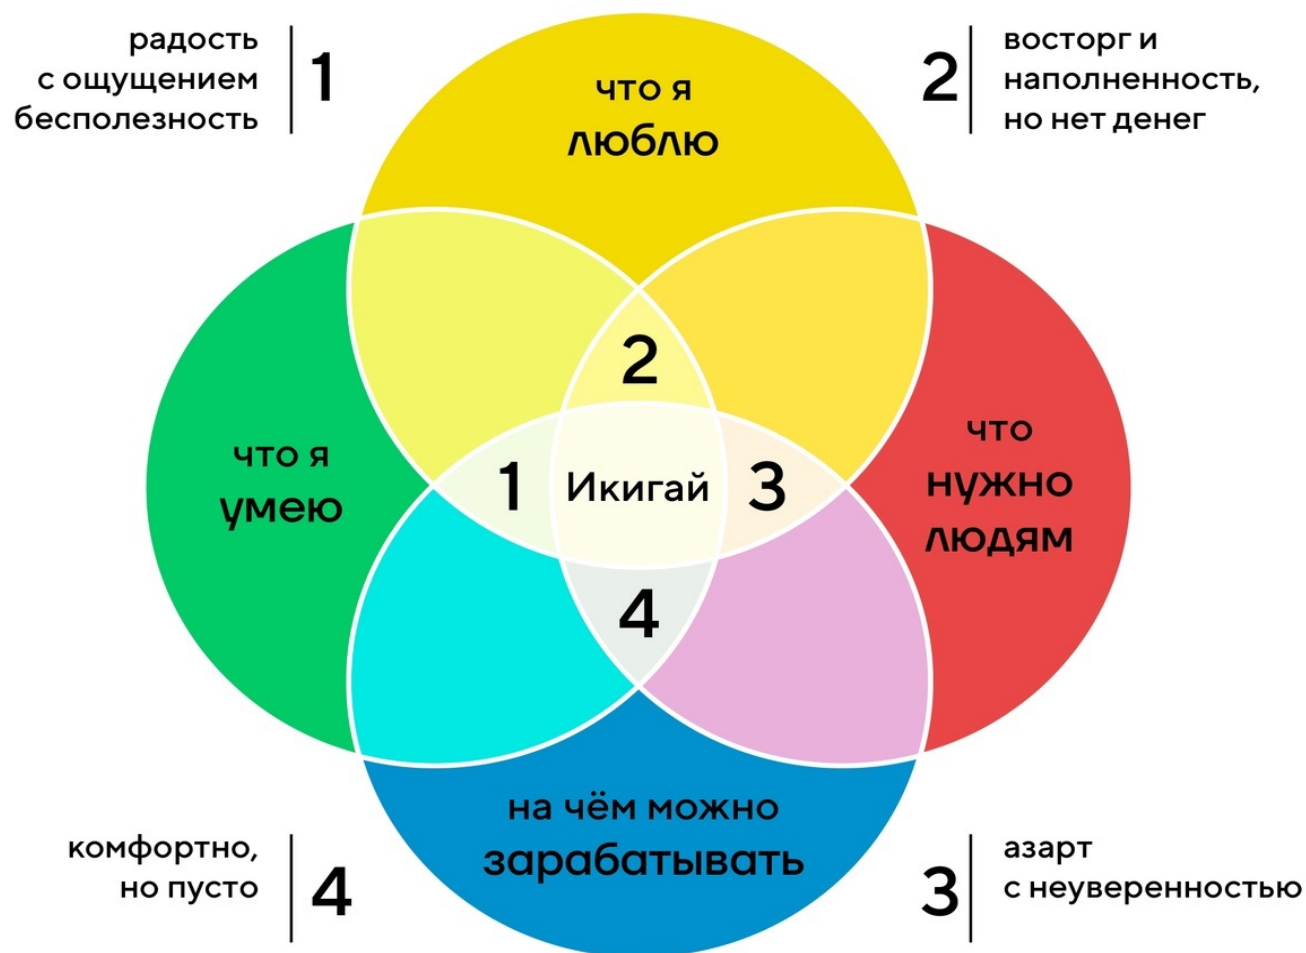 радость
с ощущением
бесполезность
1
2
восторг и
наполненность,
но нет денег
что я
люблю
что я
умею
2
1
Икигай
3
4
что
нужно
людям
на чём можно
зарабатывать
комфортно,
но пусто
4
3
азарт
с неуверенностью